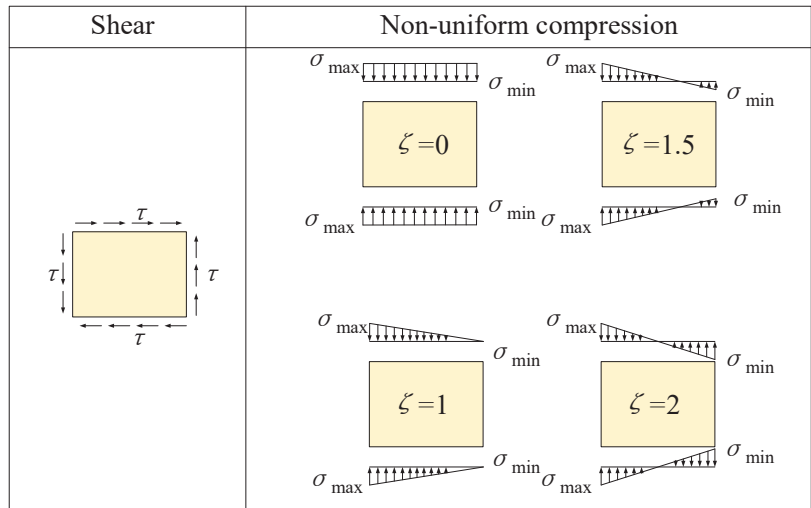 Shear
Non-uniform compression
σ max
σ min
ζ =0
σ max
σ min
σ max
σ min
ζ =1.5
σ max
σ min
τ
τ
τ
τ
σ max
σ min
ζ =1
σ max
σ min
σ max
σ min
ζ =2
σ max
σ min